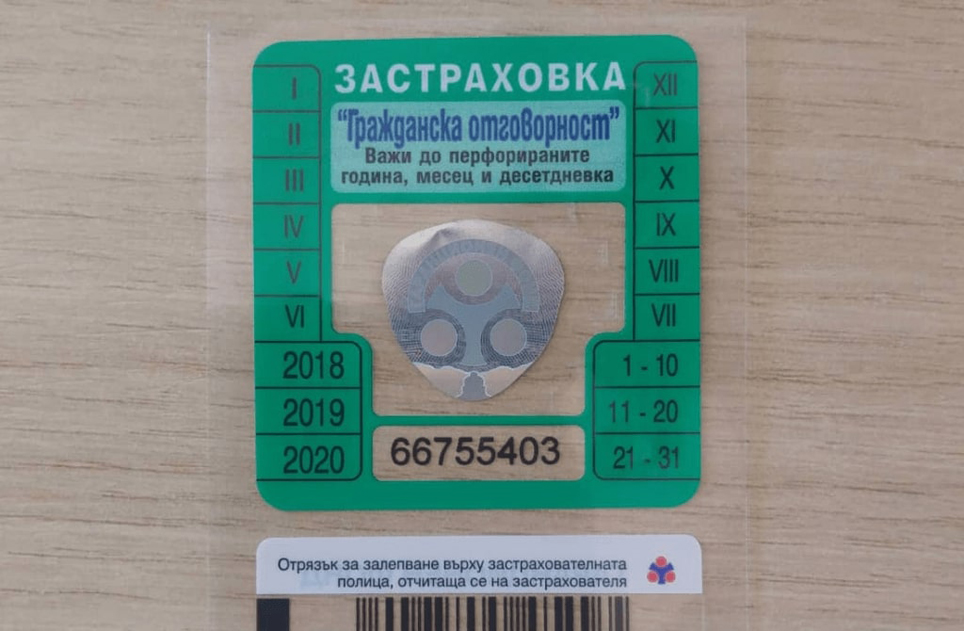 ЗАСТРАХОВКА
“Гражданска отговорност”
Важи до перфорираните
година, месец и десетдневка
I
II
III
IV
V
VI
XII
XI
X
IX
VIII
VII
2018
2019
2020
1 - 10
11 - 20
21 - 31
66755403
Отрязък за залепване върху застрахователната
полица, отчитаща се на застрахователя